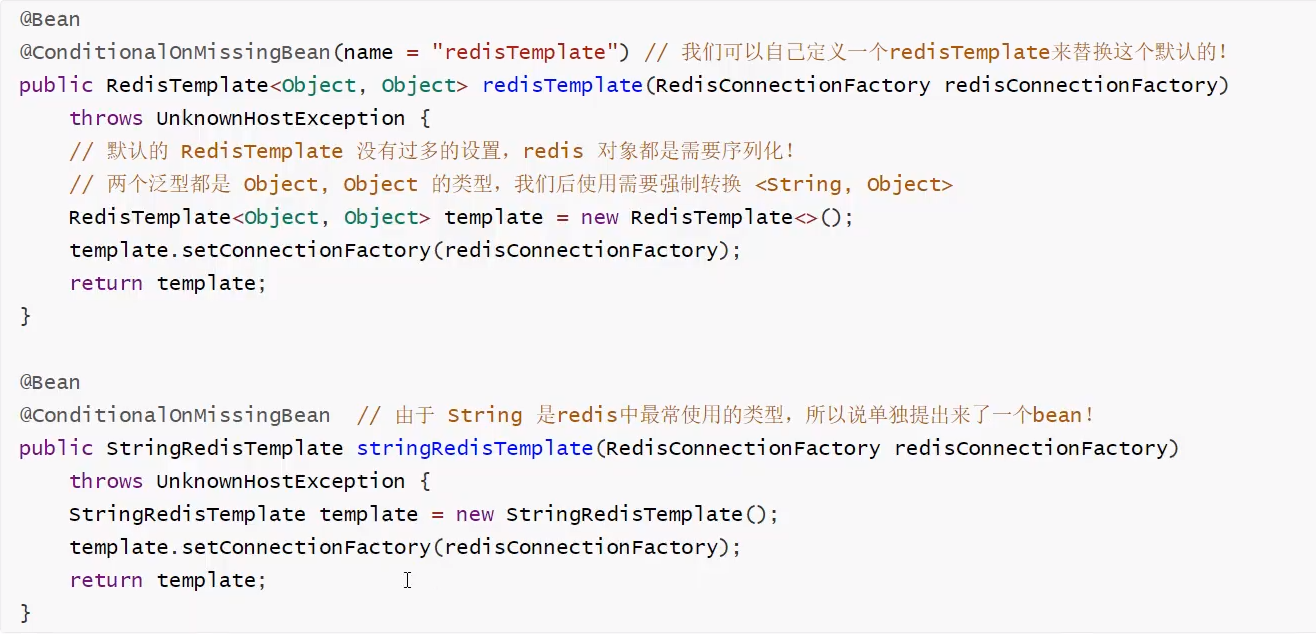 @Bean
@ConditionalOnMissingBean(name = "redisTemplate") // 我们可以自己定义一个redisTemplate来替换这个默认的！
public RedisTemplate<Object, Object> redisTemplate(RedisConnectionFactory redisConnectionFactory)
    throws UnknownHostException {
    // 默认的 RedisTemplate 没有过多的设置，redis 对象都是需要序列化！
    // 两个泛型都是 Object, Object 的类型，我们后使用需要强制转换 <String, Object>
    RedisTemplate<Object, Object> template = new RedisTemplate<>();
    template.setConnectionFactory(redisConnectionFactory);
    return template;
}
@Bean
@ConditionalOnMissingBean  // 由于 String 是redis中最常使用的类型，所以说单独提出来了一个bean！
public StringRedisTemplate stringRedisTemplate(RedisConnectionFactory redisConnectionFactory)
    throws UnknownHostException {
    StringRedisTemplate template = new StringRedisTemplate();
    template.setConnectionFactory(redisConnectionFactory);
    return template;
}